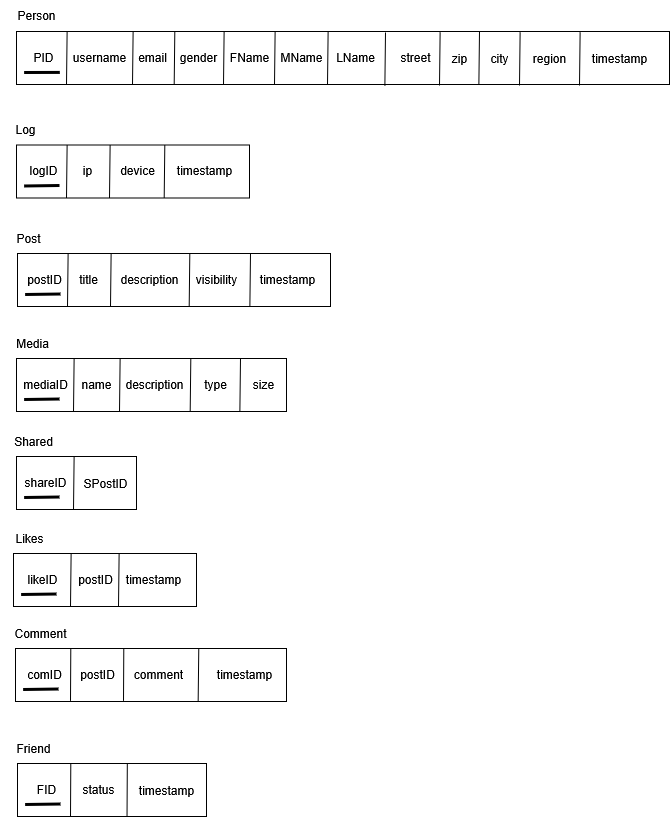 Person
PID username email gender FName MName LName street zip city region timestamp
Log
logID ip device timestamp
Post
postID title description visibility timestamp
Media
mediaID name description type size
Shared
shareID SPostID
Likes
likeID postID timestamp
Comment
comID postID comment timestamp
Friend
FID status timestamp